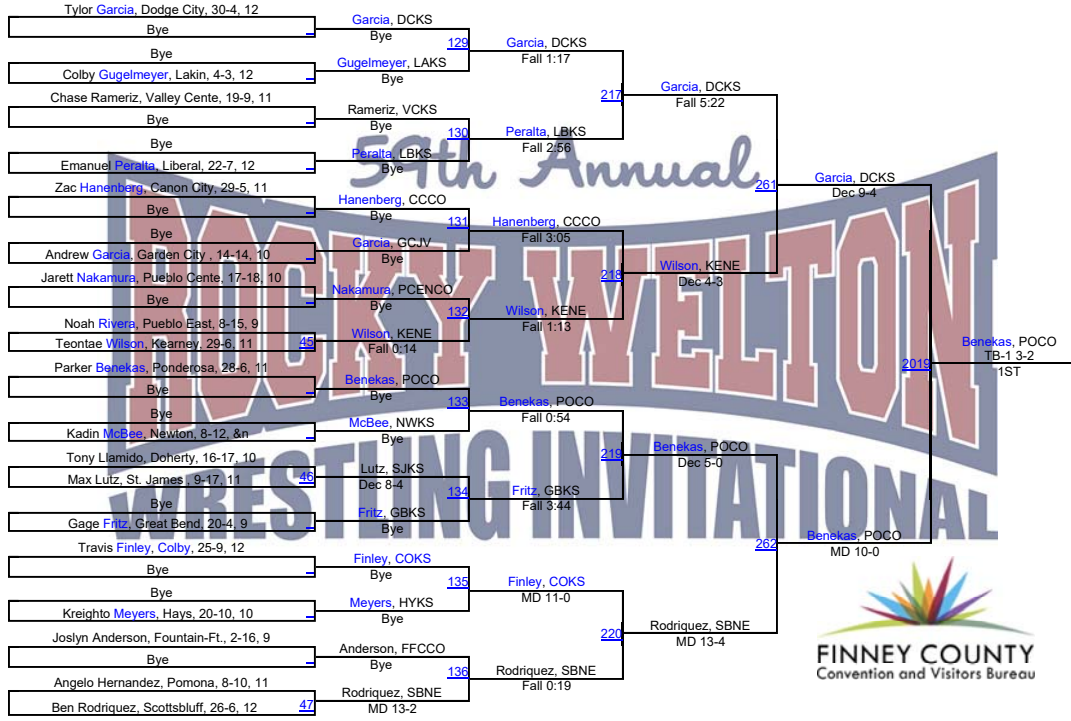 Tylor Garcia, Dodge City, 30-4, 12
Bye
Bye
Colby Gugelmeyer, Lakin, 4-3, 12
Chase Rameriz, Valley Cente, 19-9, 11
Bye
Bye
Emanuel Peralta, Liberal, 22-7, 12
Zac Hanenberg, Canon City, 29-5, 11
Bye
Bye
Andrew Garcia, Garden City , 14-14, 10
Jarett Nakamura, Pueblo Cente, 17-18, 10
Bye
Noah Rivera, Pueblo East, 8-15, 9
Teontae Wilson, Kearney, 29-6, 11
45
Parker Benekas, Ponderosa, 28-6, 11
Bye
Bye
Kadin McBee, Newton, 8-12, &n
Tony Llamido, Doherty, 16-17, 10
Max Lutz, St. James , 9-17, 11
46
Bye
Gage Fritz, Great Bend, 20-4, 9
Travis Finley, Colby, 25-9, 12
Bye
Bye
Kreighto Meyers, Hays, 20-10, 10
Joslyn Anderson, Fountain-Ft., 2-16, 9
Bye
Angelo Hernandez, Pomona, 8-10, 11
Ben Rodriquez, Scottsbluff, 26-6, 12
47
Garcia, DCKS
Bye
129
Gugelmeyer, LAKS
Bye
Rameriz, VCKS
Bye
130
Peralta, LBKS
Bye
Hanenberg, CCCO
Bye
131
Garcia, GCJV
Bye
Nakamura, PCENCO
Bye
132
Wilson, KENE
Fall 0:14
Benekas, POCO
Bye
133
McBee, NWKS
Bye
Lutz, SJKS
Dec 8-4
134
Fritz, GBKS
Bye
Finley, COKS
Bye
135
Meyers, HYKS
Bye
Anderson, FFCCO
Bye
136
Rodriquez, SBNE
MD 13-2
Garcia, DCKS
Fall 1:17
217
Peralta, LBKS
Fall 2:56
Hanenberg, CCCO
Fall 3:05
218
Wilson, KENE
Fall 1:13
Benekas, POCO
Fall 0:54
219
Fritz, GBKS
Fall 3:44
Finley, COKS
MD 11-0
220
Rodriquez, SBNE
Fall 0:19
Garcia, DCKS
Fall 5:22
261
Wilson, KENE
Dec 4-3
Benekas, POCO
Dec 5-0
262
Rodriquez, SBNE
MD 13-4
Garcia, DCKS
Dec 9-4
2019
Benekas, POCO
MD 10-0
Benekas, POCO
TB-1 3-2
1ST
59th Annual
ROCKY WELTON
WRESTLING INVITATIONAL
FINNEY COUNTY
Convention and Visitors Bureau